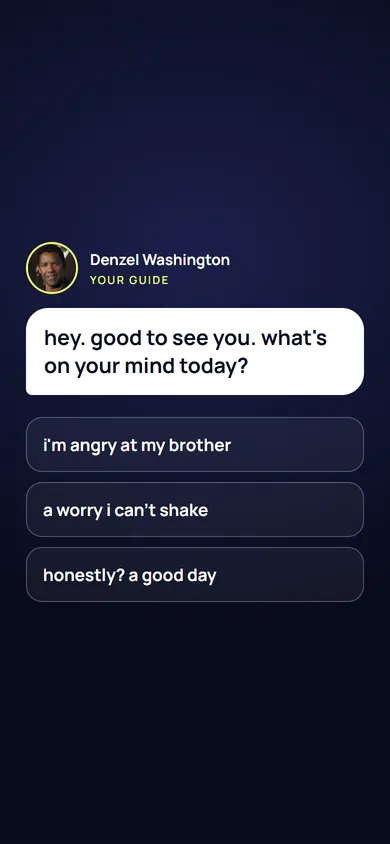 Denzel Washington
YOUR GUIDE
hey. good to see you. what's
on your mind today?
i'm angry at my brother
a worry i can't shake
honestly? a good day